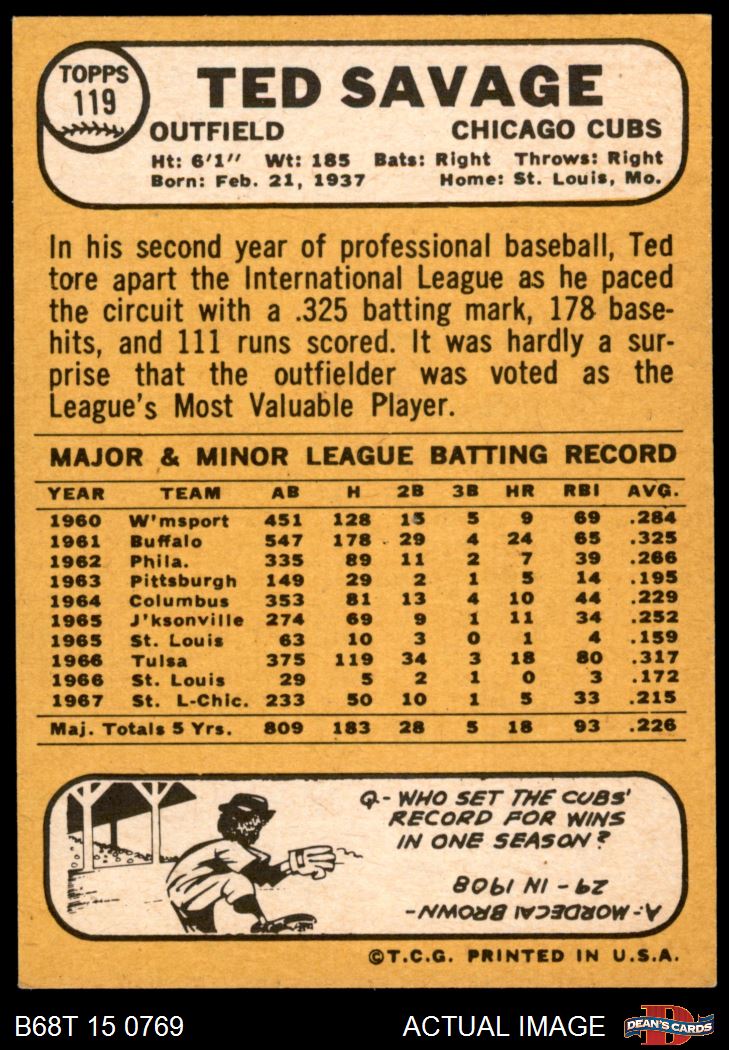 TOPPS
119
TED SAVAGE
OUTFIELD CHICAGO CUBS
Ht: 6'1'' Wt: 185 Bats: Right Throws: Right
Born: Feb. 21, 1937 Home: St. Louis, Mo.
In his second year of professional baseball, Ted
tore apart the International League as he paced
the circuit with a .325 batting mark, 178 base-
hits, and 111 runs scored. It was hardly a sur-
prise that the outfielder was voted as the
League's Most Valuable Player.
MAJOR & MINOR LEAGUE BATTING RECORD
YEAR TEAM AB H 2B 3B HR RBI AVG.
1960 W'msport 451 128 15 5 9 69 .284
1961 Buffalo 547 178 29 4 24 65 .325
1962 Phila. 335 89 11 2 7 39 .266
1963 Pittsburgh 149 29 2 1 5 14 .195
1964 Columbus 353 81 13 4 10 44 .229
1965 J'ksonville 274 69 9 1 11 34 .252
1965 St. Louis 63 10 3 0 1 4 .159
1966 Tulsa 375 119 34 3 18 80 .317
1966 St. Louis 29 5 2 1 0 3 .172
1967 St. L-Chic. 233 50 10 1 5 33 .215
Maj. Totals 5 Yrs. 809 183 28 5 18 93 .226
Q-WHO SET THE CUBS'
RECORD FOR WINS
IN ONE SEASON?
A: MORDECAI BROWN-
29 - IN 1908
©T.C.G. PRINTED IN U.S.A.
B68T 15 0769 ACTUAL IMAGE
D
DEAN'S CARDS